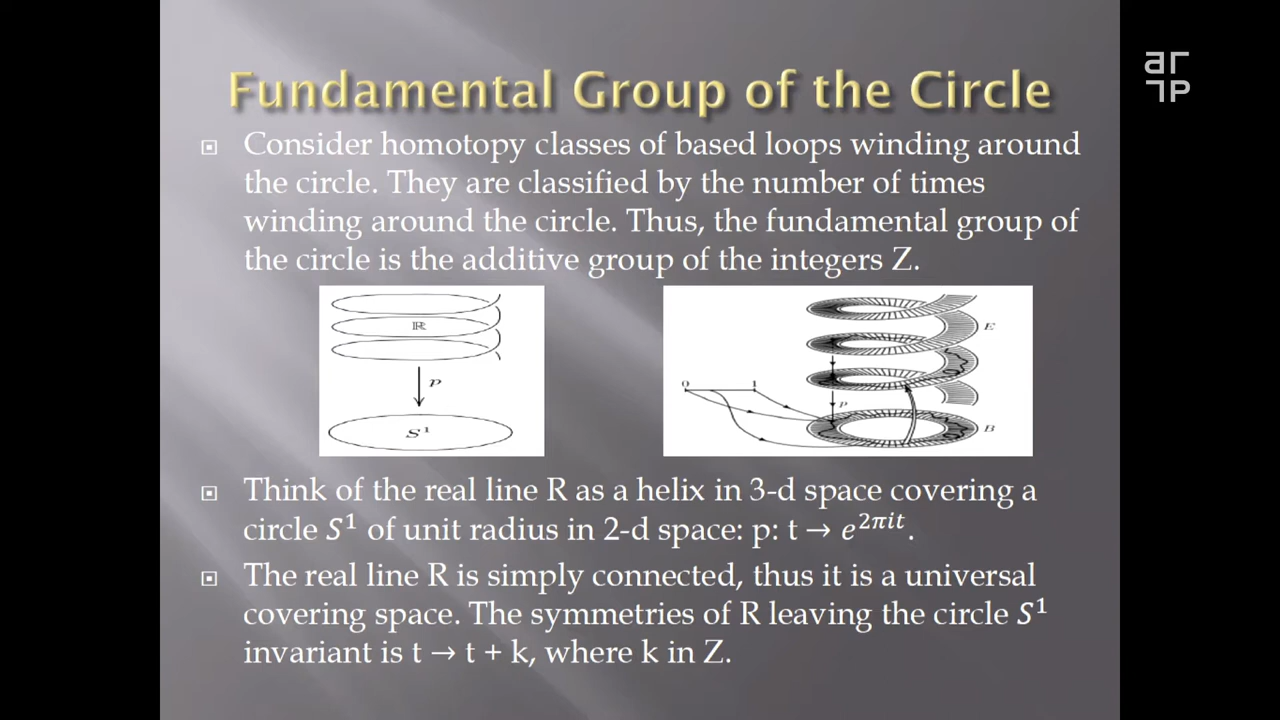 Fundamental Group of the Circle
Consider homotopy classes of based loops winding around
the circle. They are classified by the number of times
winding around the circle. Thus, the fundamental group of
the circle is the additive group of the integers Z.
ℝ
p
S¹
0 1
p
E
B
Think of the real line R as a helix in 3-d space covering a
circle 𝑆¹ of unit radius in 2-d space: p: t → 𝑒^{2𝜋𝑖𝑡}.
The real line R is simply connected, thus it is a universal
covering space. The symmetries of R leaving the circle 𝑆¹
invariant is t → t + k, where k in Z.